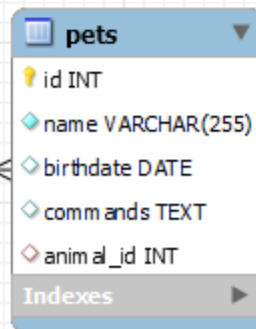 pets
id INT
name VARCHAR(255)
birthdate DATE
commands TEXT
animal_id INT
Indexes